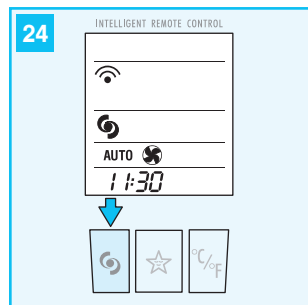 24
INTELLIGENT REMOTE CONTROL
AUTO
11:30
°C/°F